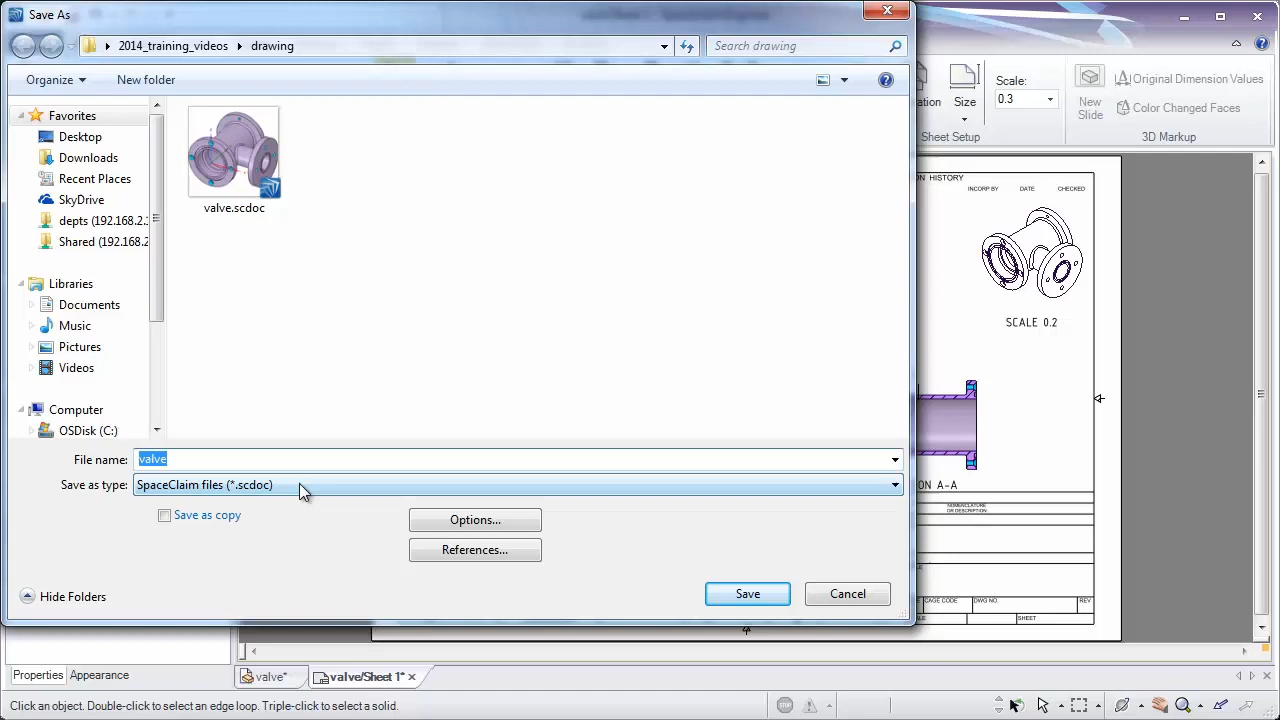 Save As
2014_training_videos
drawing
Search drawing
Organize
New folder
Favorites
Desktop
Downloads
Recent Places
SkyDrive
depts (192.168.2.
Shared (192.168.2
Libraries
Documents
Music
Pictures
Videos
Computer
OSDisk (C:)
valve.scdoc
File name: valve
Save as type: SpaceClaim files (*.scdoc)
Save as copy
Options...
References...
Hide Folders
Save
Cancel
Size
Scale:
0.3
Sheet Setup
New
Slide
Original Dimension Values
Color Changed Faces
3D Markup
ON HISTORY
INCORP BY DATE CHECKED
SCALE 0.2
ON A-A
NOMENCLATURE
OR DESCRIPTION
CAGE CODE
DWG NO.
REV
SHEET
Properties
Appearance
valve*
valve/Sheet 1*
Click an object. Double-click to select an edge loop. Triple-click to select a solid.